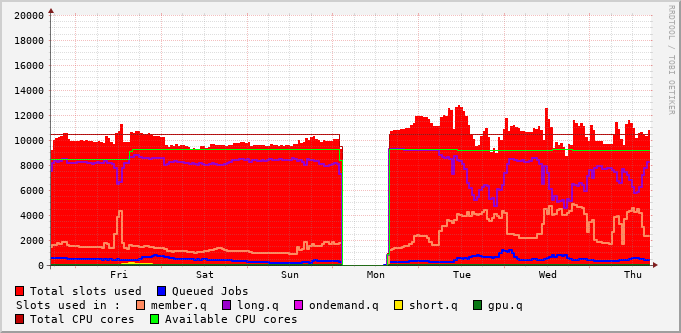 RRDTOOL / TOBI OETIKER
20000
18000
16000
14000
12000
10000
8000
6000
4000
2000
0
Fri Sat Sun Mon Tue Wed Thu
Total slots used Queued Jobs
Slots used in : member.q long.q ondemand.q short.q gpu.q
Total CPU cores Available CPU cores